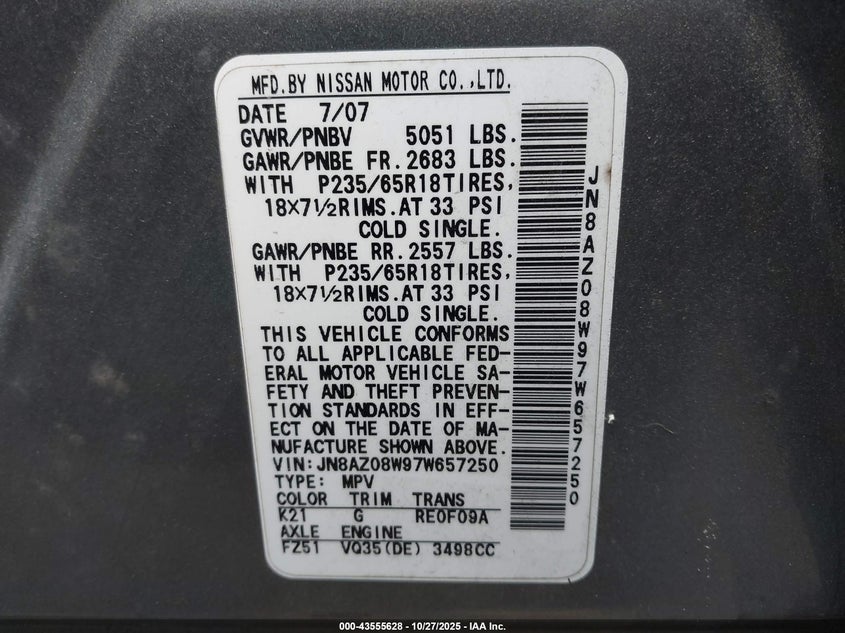 MFD.BY NISSAN MOTOR CO.,LTD.
DATE 7/07
GVWR/PNBV 5051 LBS.
GAWR/PNBE FR.2683 LBS.
WITH P235/65R18TIRES,
18X7½RIMS.AT 33 PSI
COLD SINGLE.
GAWR/PNBE RR.2557 LBS.
WITH P235/65R18TIRES,
18X7½RIMS.AT 33 PSI
COLD SINGLE.
THIS VEHICLE CONFORMS
TO ALL APPLICABLE FED-
ERAL MOTOR VEHICLE SA-
FETY AND THEFT PREVEN-
TION STANDARDS IN EFF-
ECT ON THE DATE OF MA-
NUFACTURE SHOWN ABOVE.
VIN:JN8AZ08W97W657250
TYPE: MPV
COLOR TRIM TRANS
K21 G RE0F09A
AXLE ENGINE
FZ51 VQ35(DE) 3498CC
JN8AZ08W97W657250
000-43555628 - 10/27/2025 - IAA Inc.